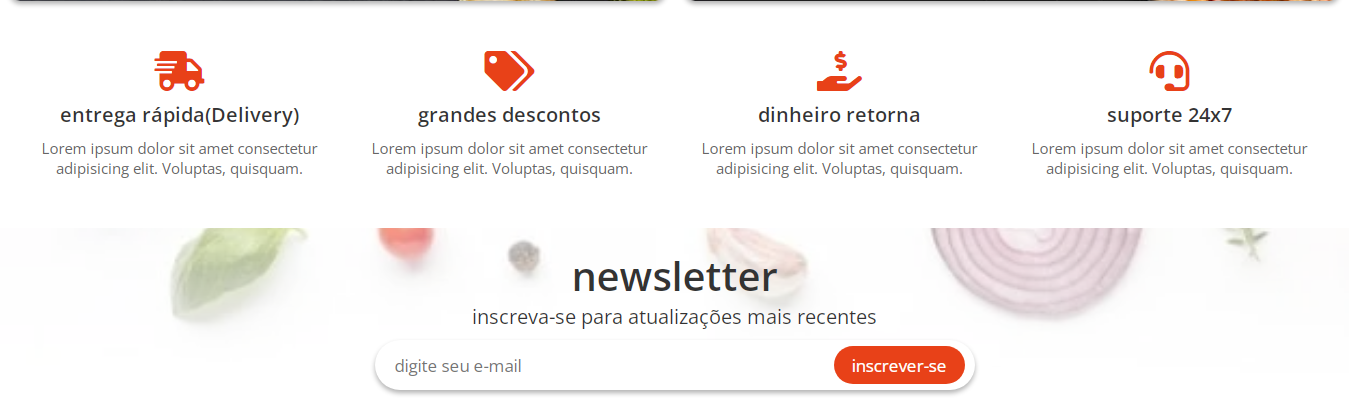 entrega rápida(Delivery)
Lorem ipsum dolor sit amet consectetur
adipisicing elit. Voluptas, quisquam.
grandes descontos
Lorem ipsum dolor sit amet consectetur
adipisicing elit. Voluptas, quisquam.
dinheiro retorna
Lorem ipsum dolor sit amet consectetur
adipisicing elit. Voluptas, quisquam.
suporte 24x7
Lorem ipsum dolor sit amet consectetur
adipisicing elit. Voluptas, quisquam.
newsletter
inscreva-se para atualizações mais recentes
digite seu e-mail
inscrever-se